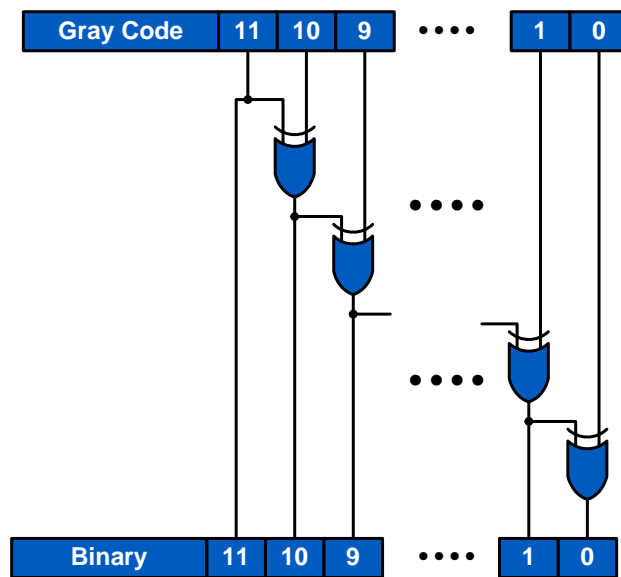 Gray Code 11 10 9 •••• 1 0
••••
••••
Binary 11 10 9 •••• 1 0